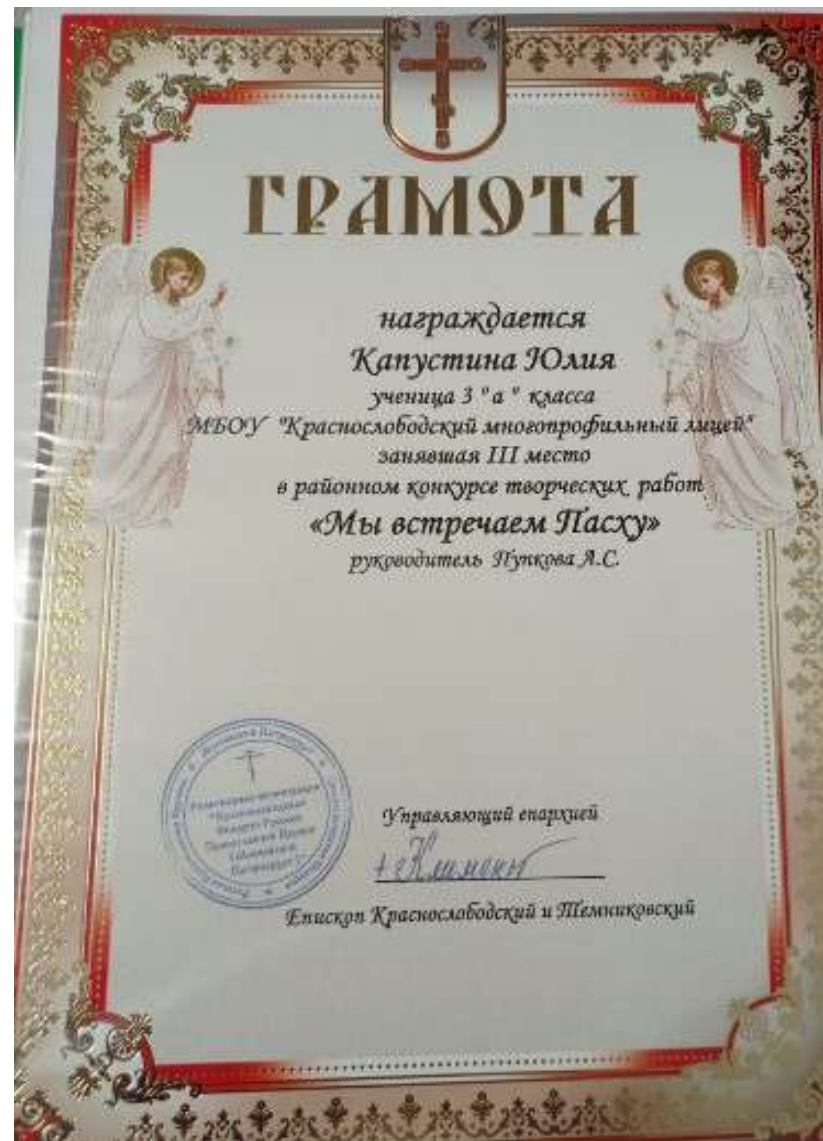 ГРАМОТА
награждается
Капустина Юлия
ученица 3 "а" класса
МБОУ "Краснослободский многопрофильный лицей"
занявшая III место
в районном конкурсе творческих работ
«Мы встречаем Пасху»
руководитель Пупкова А.С.
Управляющий епархией
Епископ Краснослободский и Темниковский